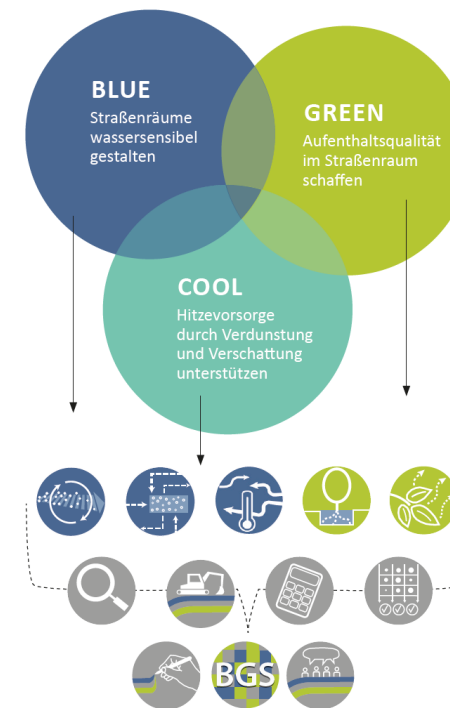 BLUE
Straßenräume
wassersensibel
gestalten
GREEN
Aufenthaltsqualität
im Straßenraum
schaffen
COOL
Hitzevorsorge
durch Verdunstung
und Verschattung
unterstützen
BGS